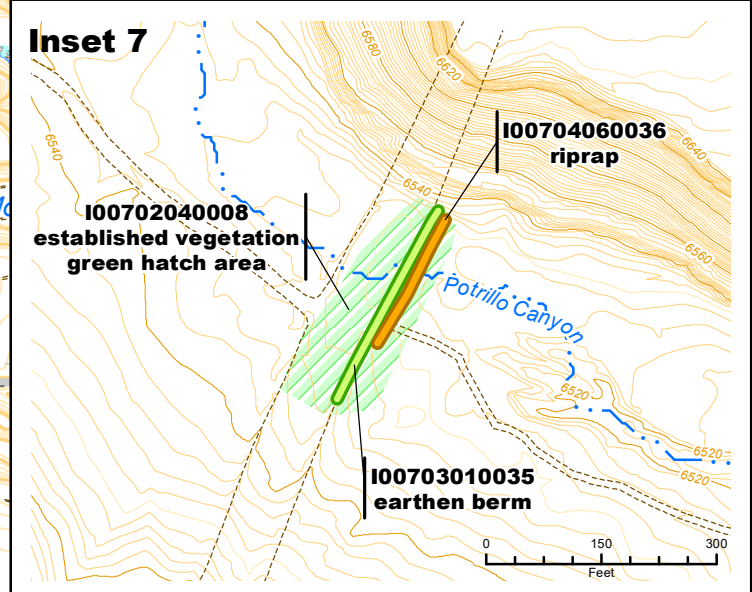 Inset 7
6580
6620
6640
6540
I00704060036
riprap
6540
6560
I00702040008
established vegetation
green hatch area
Potrillo Canyon
6520
6520
6520
I00703010035
earthen berm
0 150 300
Feet